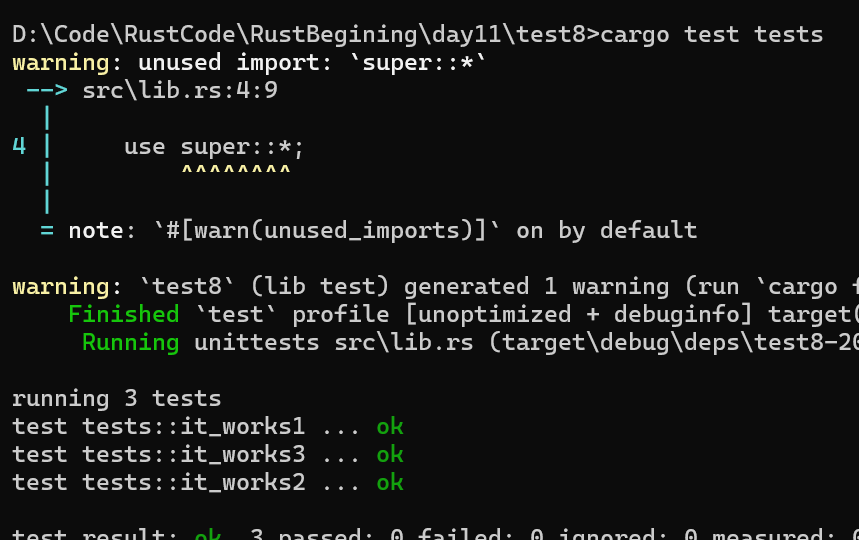 D:\Code\RustCode\RustBegining\day11\test8>cargo test tests
warning: unused import: `super::*`
 --> src\lib.rs:4:9
  |
4 |     use super::*;
  |         ^^^^^^^^
  |
  = note: `#[warn(unused_imports)]` on by default
warning: `test8` (lib test) generated 1 warning (run `cargo
    Finished `test` profile [unoptimized + debuginfo] target(
     Running unittests src\lib.rs (target\debug\deps\test8-20
running 3 tests
test tests::it_works1 ... ok
test tests::it_works3 ... ok
test tests::it_works2 ... ok
test result: ok. 3 passed; 0 failed; 0 ignored; 0 measured;